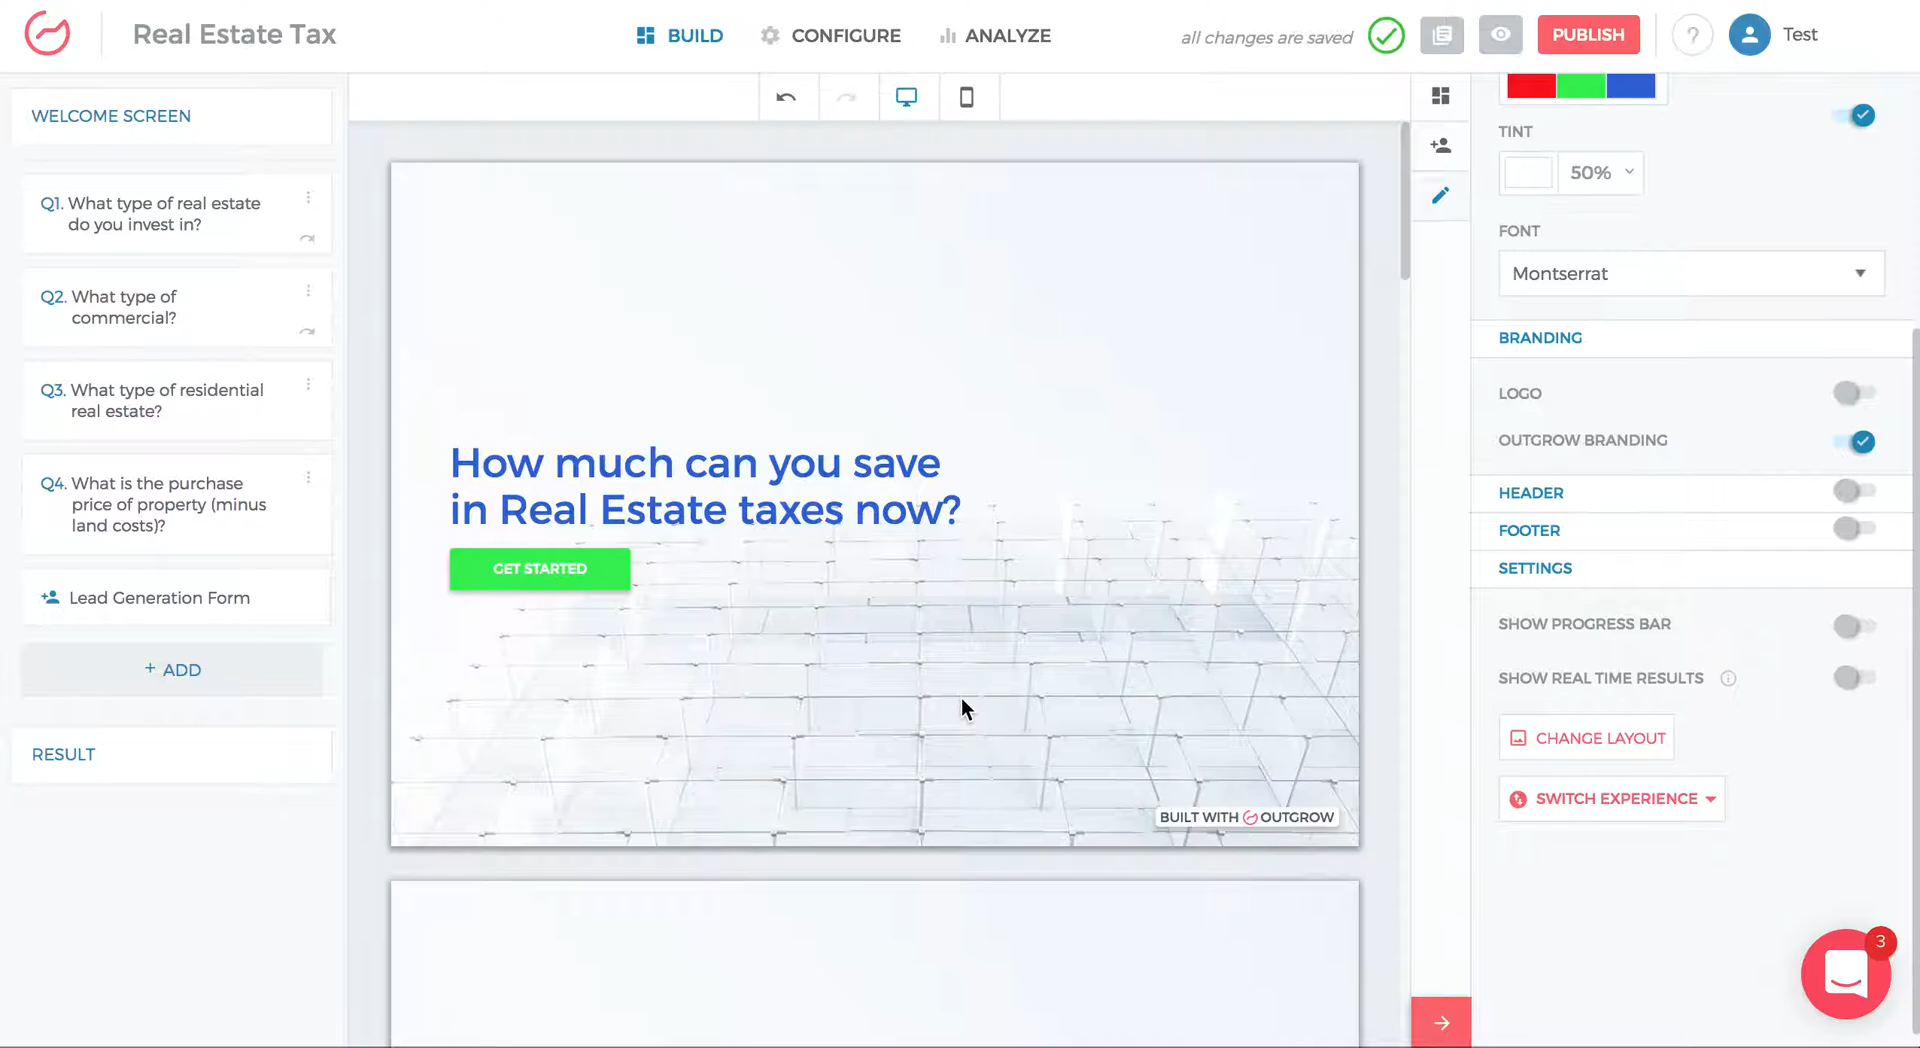 Real Estate Tax
BUILD
CONFIGURE
ANALYZE
all changes are saved
PUBLISH
?
Test
WELCOME SCREEN
Q1. What type of real estate
do you invest in?
Q2. What type of
commercial?
Q3. What type of residential
real estate?
Q4. What is the purchase
price of property (minus
land costs)?
Lead Generation Form
+ ADD
RESULT
How much can you save
in Real Estate taxes now?
GET STARTED
BUILT WITH OUTGROW
TINT
50%
FONT
Montserrat
BRANDING
LOGO
OUTGROW BRANDING
HEADER
FOOTER
SETTINGS
SHOW PROGRESS BAR
SHOW REAL TIME RESULTS
CHANGE LAYOUT
SWITCH EXPERIENCE
3